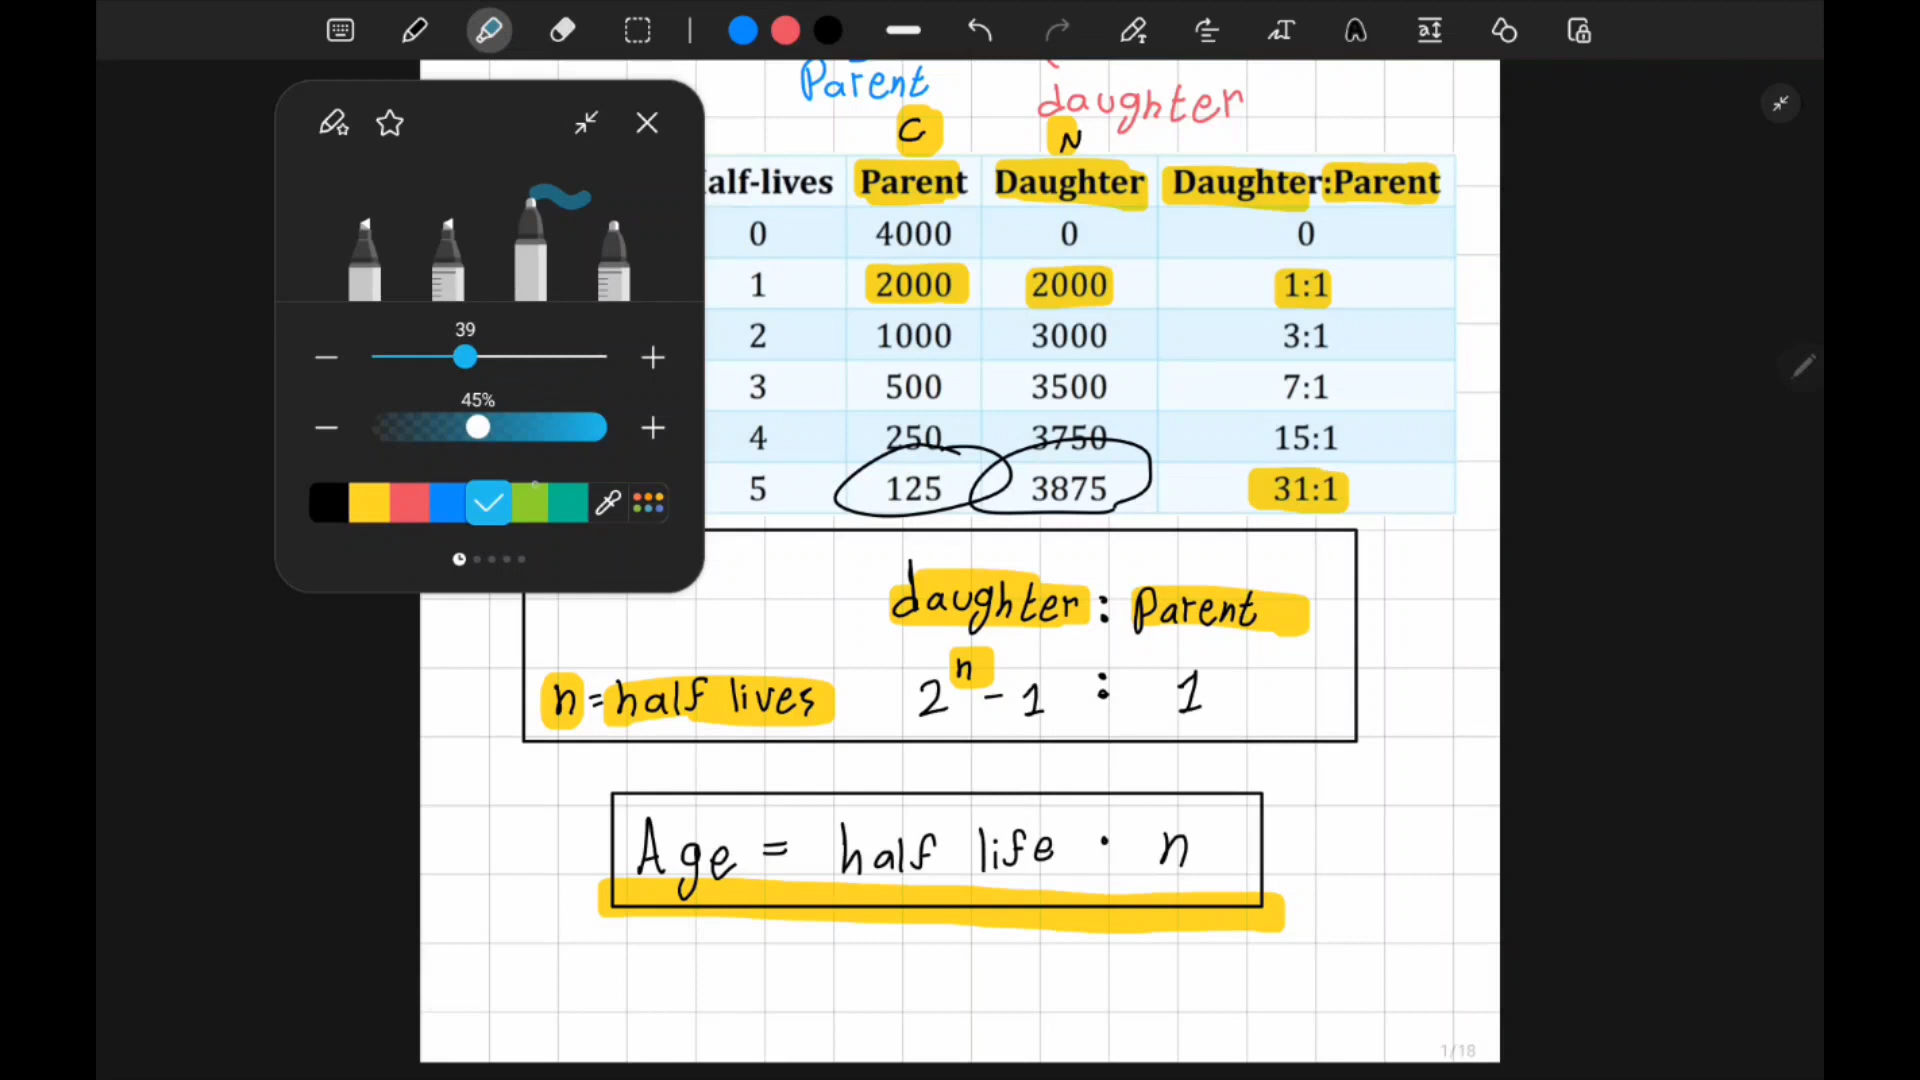 Parent
daughter
C N
alf-lives Parent Daughter Daughter:Parent
0 4000 0 0
1 2000 2000 1:1
2 1000 3000 3:1
3 500 3500 7:1
4 250 3750 15:1
5 125 3875 31:1
39
45%
daughter : Parent
n = half lives 2^n - 1 : 1
Age = half life · n
1/18